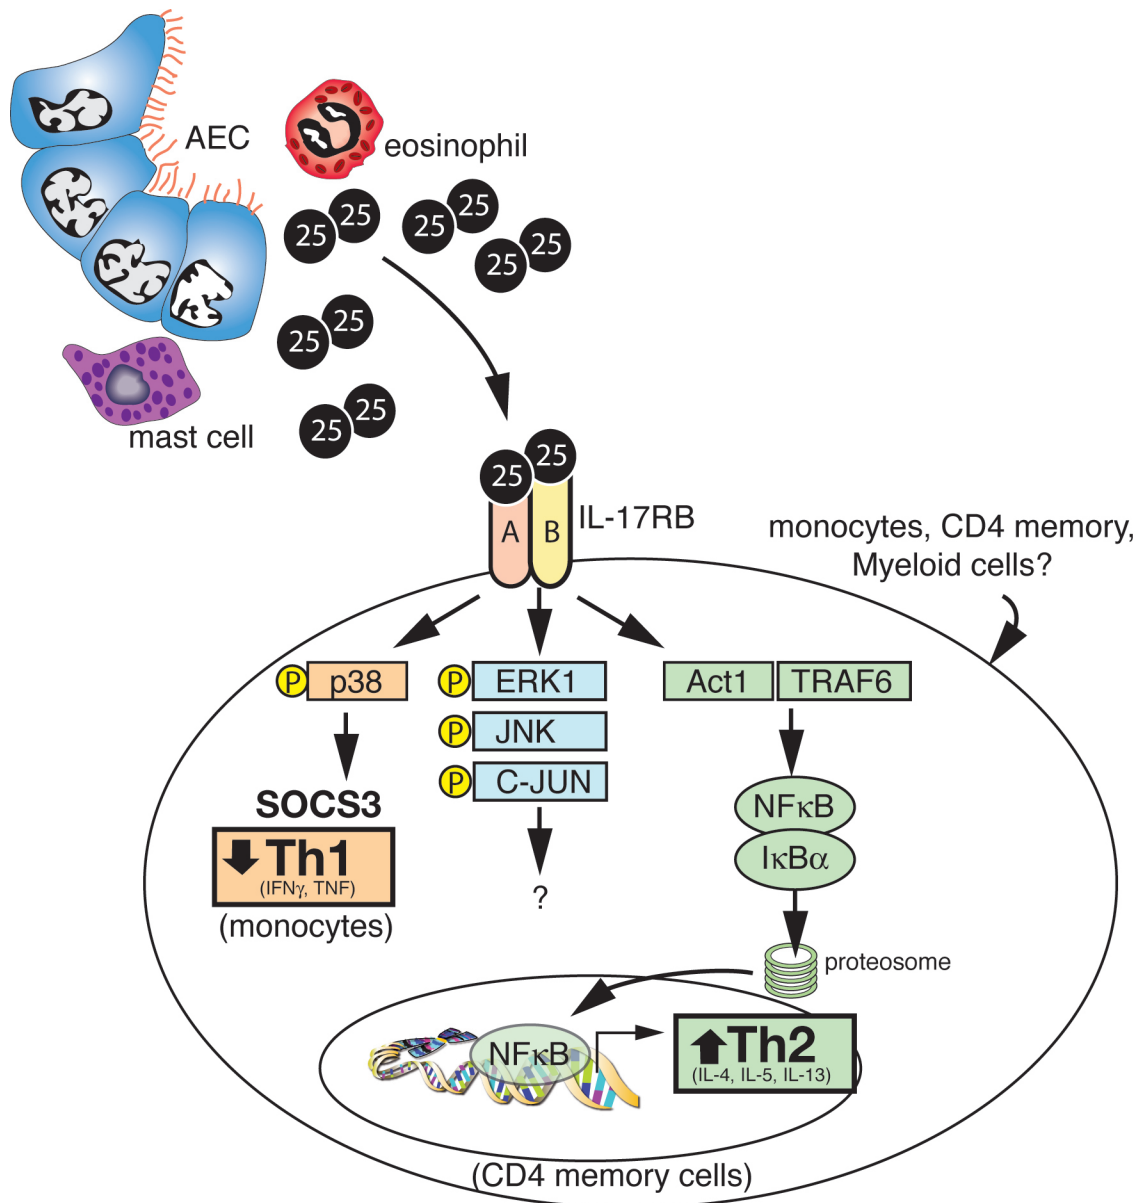 AEC
eosinophil
25 25
25 25
25 25
25 25
mast cell
25 25
25 25
A B
IL-17RB
monocytes, CD4 memory,
Myeloid cells?
P p38
P ERK1
Act1 TRAF6
P JNK
P C-JUN
SOCS3
NFκB
Th1
IκBα
(IFNγ, TNF)
?
(monocytes)
proteosome
NFκB
Th2
(IL-4, IL-5, IL-13)
(CD4 memory cells)